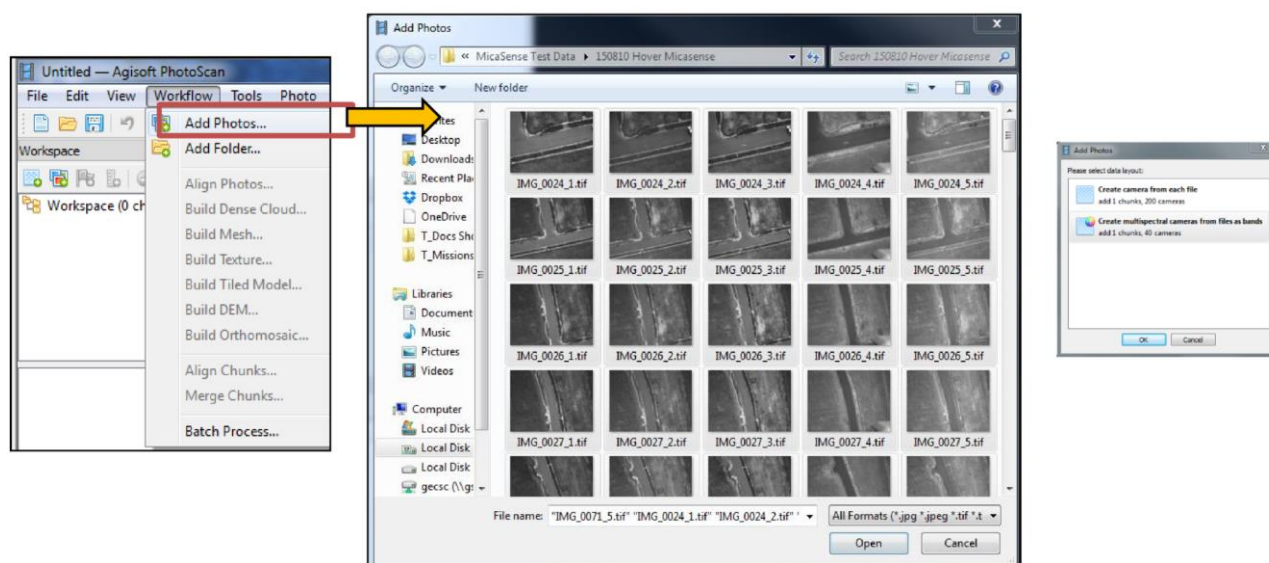 Untitled — Agisoft PhotoScan
File Edit View Workflow Tools Photo
Add Photos...
Workspace
Add Folder...
Workspace (0 ch
Align Photos...
Build Dense Cloud...
Build Mesh...
Build Texture...
Build Tiled Model...
Build DEM...
Build Orthomosaic...
Align Chunks...
Merge Chunks...
Batch Process...
Add Photos
« MicaSense Test Data 150810 Hover Micasense Search 150810 Hover Micasense
Organize New folder
Desktop
Downloads
Recent Pla
Dropbox
OneDrive
T_Docs Sh
T_Missions
Libraries
Document
Music
Pictures
Videos
Computer
Local Disk
Local Disk
Local Disk
gecsc (\\g
IMG_0024_1.tif IMG_0024_2.tif IMG_0024_3.tif IMG_0024_4.tif IMG_0024_5.tif
IMG_0025_1.tif IMG_0025_2.tif IMG_0025_3.tif IMG_0025_4.tif IMG_0025_5.tif
IMG_0026_1.tif IMG_0026_2.tif IMG_0026_3.tif IMG_0026_4.tif IMG_0026_5.tif
IMG_0027_1.tif IMG_0027_2.tif IMG_0027_3.tif IMG_0027_4.tif IMG_0027_5.tif
File name: "IMG_0071_5.tif" "IMG_0024_1.tif" "IMG_0024_2.tif" ' All Formats (*.jpg *.jpeg *.tif *.t
Open Cancel
Add Photos
Please select data layout:
Create camera from each file
add 1 chunks, 200 cameras
Create multispectral cameras from files as bands
add 1 chunks, 40 cameras
OK Cancel